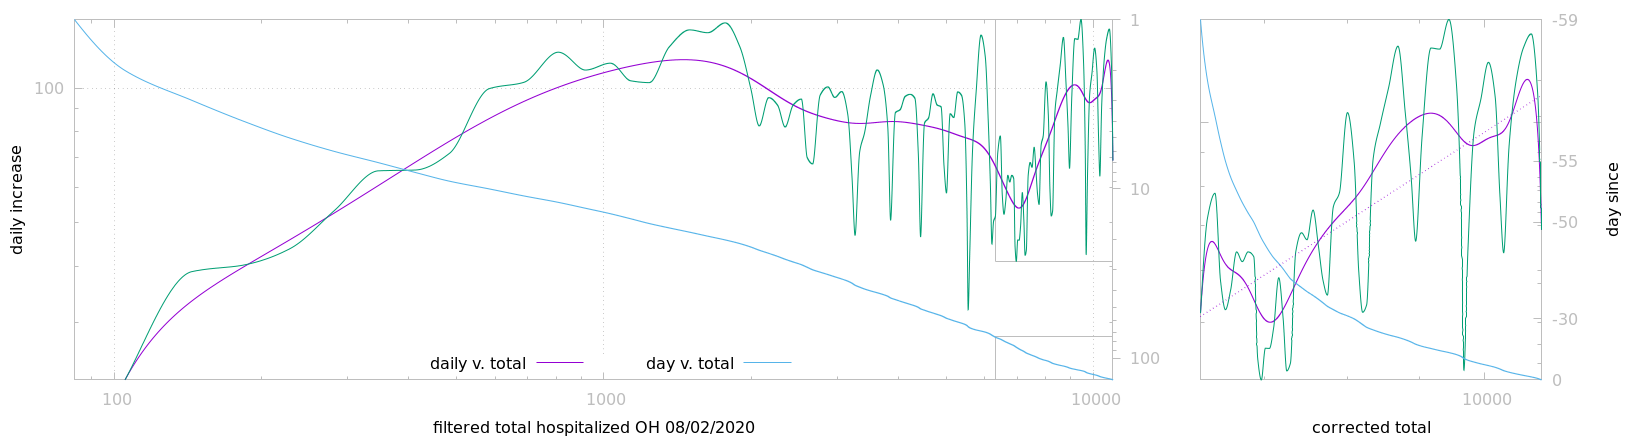 daily increase
100
daily v. total
day v. total
100
1000
10000
1
10
100
filtered total hospitalized OH 08/02/2020
-59
-55
-50
-30
0
day since
10000
corrected total